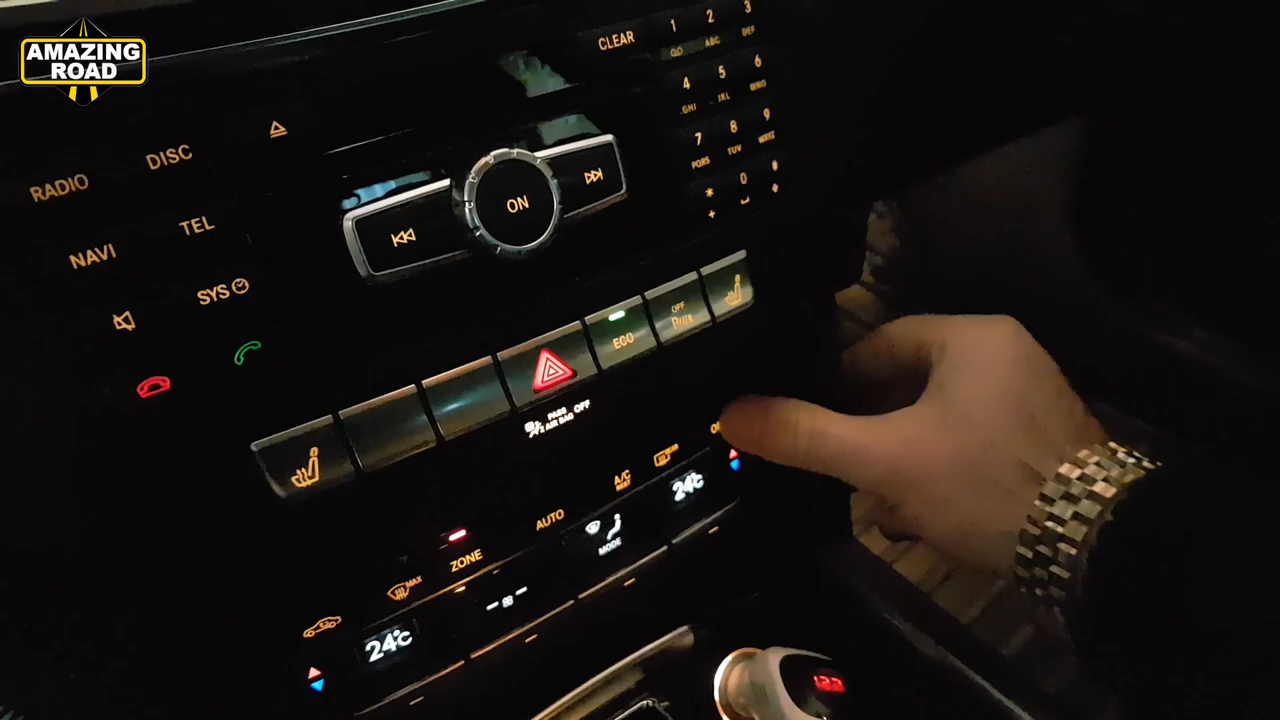 AMAZING
ROAD
CLEAR
1
2
3
ABC
DEF
4
5
6
GHI
JKL
MNO
7
8
9
PQRS
TUV
WXYZ
*
0
#
+
RADIO
DISC
ON
NAVI
TEL
SYS
ECO
OFF
PASS
AIR BAG OFF
A/C
REST
REAR
24°C
AUTO
MODE
ZONE
MAX
24°C